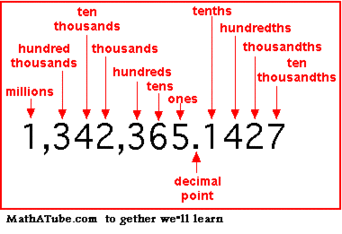 ten
thousands
tenths
hundredths
hundred
thousands
thousands
thousandths
hundreds
ten
thousandths
tens
millions
ones
1,342,365.1427
decimal
point
MathATube.com to gether we"ll learn